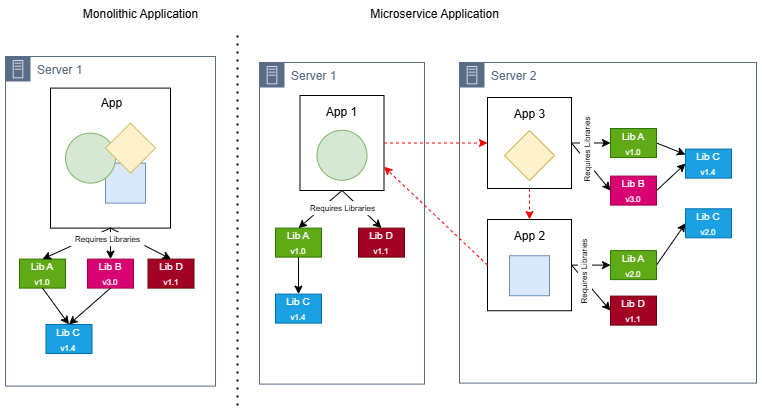 Monolithic Application
Microservice Application
Server 1
App
Requires Libraries
Lib A
v1.0
Lib B
v3.0
Lib D
v1.1
Lib C
v1.4
Server 1
App 1
Requires Libraries
Lib A
v1.0
Lib D
v1.1
Lib C
v1.4
Server 2
App 3
Requires Libraries
Lib A
v1.0
Lib B
v3.0
Lib C
v1.4
App 2
Requires Libraries
Lib C
v2.0
Lib A
v2.0
Lib D
v1.1